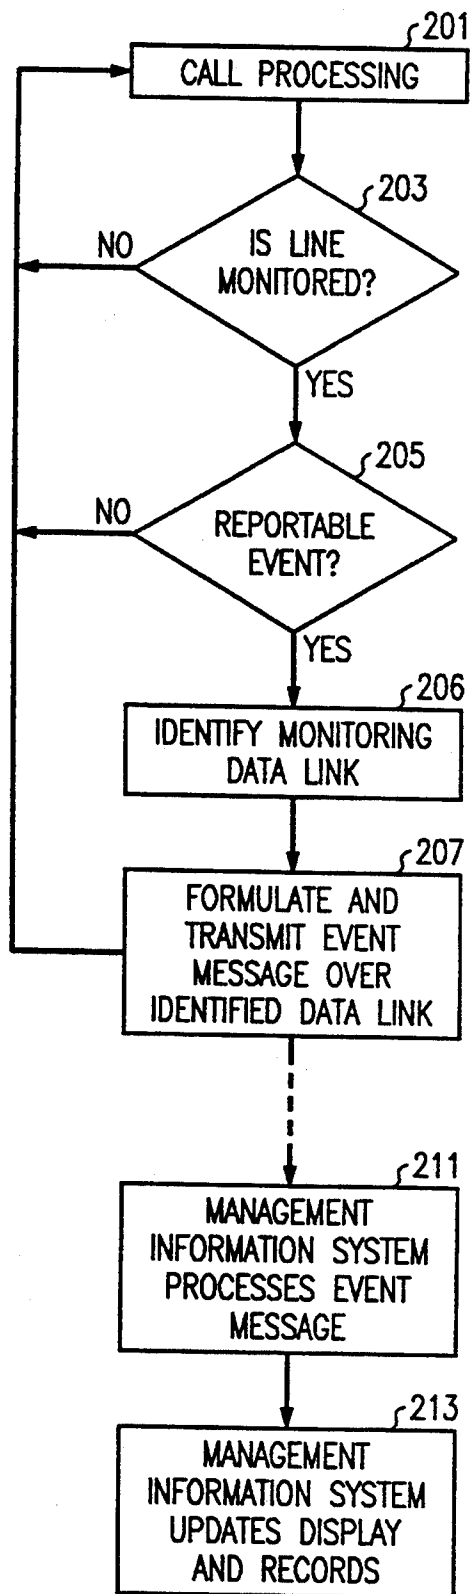 201
CALL PROCESSING
203
IS LINE
MONITORED?
NO
YES
205
REPORTABLE
EVENT?
NO
YES
206
IDENTIFY MONITORING
DATA LINK
207
FORMULATE AND
TRANSMIT EVENT
MESSAGE OVER
IDENTIFIED DATA LINK
211
MANAGEMENT
INFORMATION SYSTEM
PROCESSES EVENT
MESSAGE
213
MANAGEMENT
INFORMATION SYSTEM
UPDATES DISPLAY
AND RECORDS